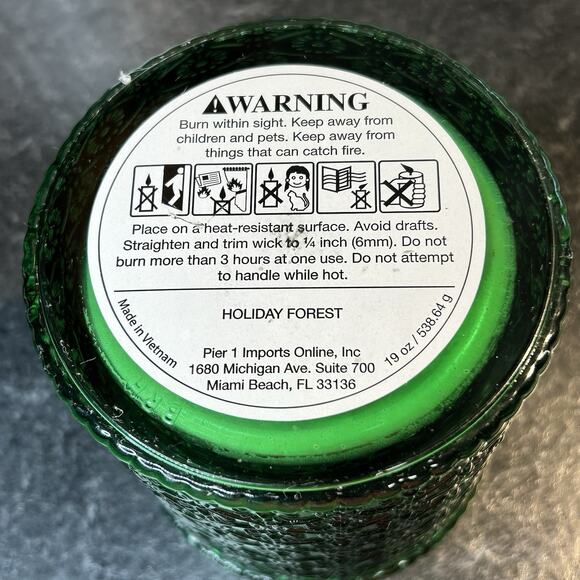 ⚠WARNING
Burn within sight. Keep away from
children and pets. Keep away from
things that can catch fire.
Place on a heat-resistant surface. Avoid drafts.
Straighten and trim wick to ¼ inch (6mm). Do not
burn more than 3 hours at one use. Do not attempt
to handle while hot.
HOLIDAY FOREST
Made in Vietnam
Pier 1 Imports Online, Inc
1680 Michigan Ave. Suite 700
Miami Beach, FL 33136
19 oz / 538.64 g